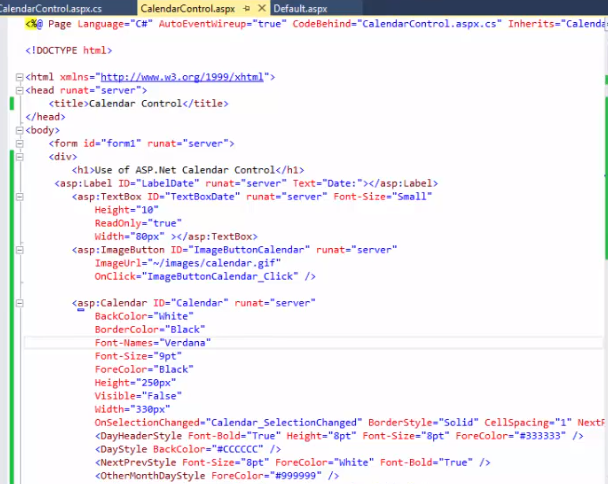 CalendarControl.aspx.cs CalendarControl.aspx Default.aspx
<%@ Page Language="C#" AutoEventWireup="true" CodeBehind="CalendarControl.aspx.cs" Inherits="Calenda
<!DOCTYPE html>
<html xmlns="http://www.w3.org/1999/xhtml">
<head runat="server">
<title>Calendar Control</title>
</head>
<body>
<form id="form1" runat="server">
<div>
<h1>Use of ASP.Net Calendar Control</h1>
<asp:Label ID="LabelDate" runat="server" Text="Date:"></asp:Label>
<asp:TextBox ID="TextBoxDate" runat="server" Font-Size="Small"
Height="10"
ReadOnly="true"
Width="80px" ></asp:TextBox>
<asp:ImageButton ID="ImageButtonCalendar" runat="server"
ImageUrl="~/images/calendar.gif"
OnClick="ImageButtonCalendar_Click" />
<asp:Calendar ID="Calendar" runat="server"
BackColor="White"
BorderColor="Black"
Font-Names="Verdana"
Font-Size="9pt"
ForeColor="Black"
Height="250px"
Visible="False"
Width="330px"
OnSelectionChanged="Calendar_SelectionChanged" BorderStyle="Solid" CellSpacing="1" NextP
<DayHeaderStyle Font-Bold="True" Height="8pt" Font-Size="8pt" ForeColor="#333333" />
<DayStyle BackColor="#CCCCCC" />
<NextPrevStyle Font-Size="8pt" ForeColor="White" Font-Bold="True" />
<OtherMonthDayStyle ForeColor="#999999" />